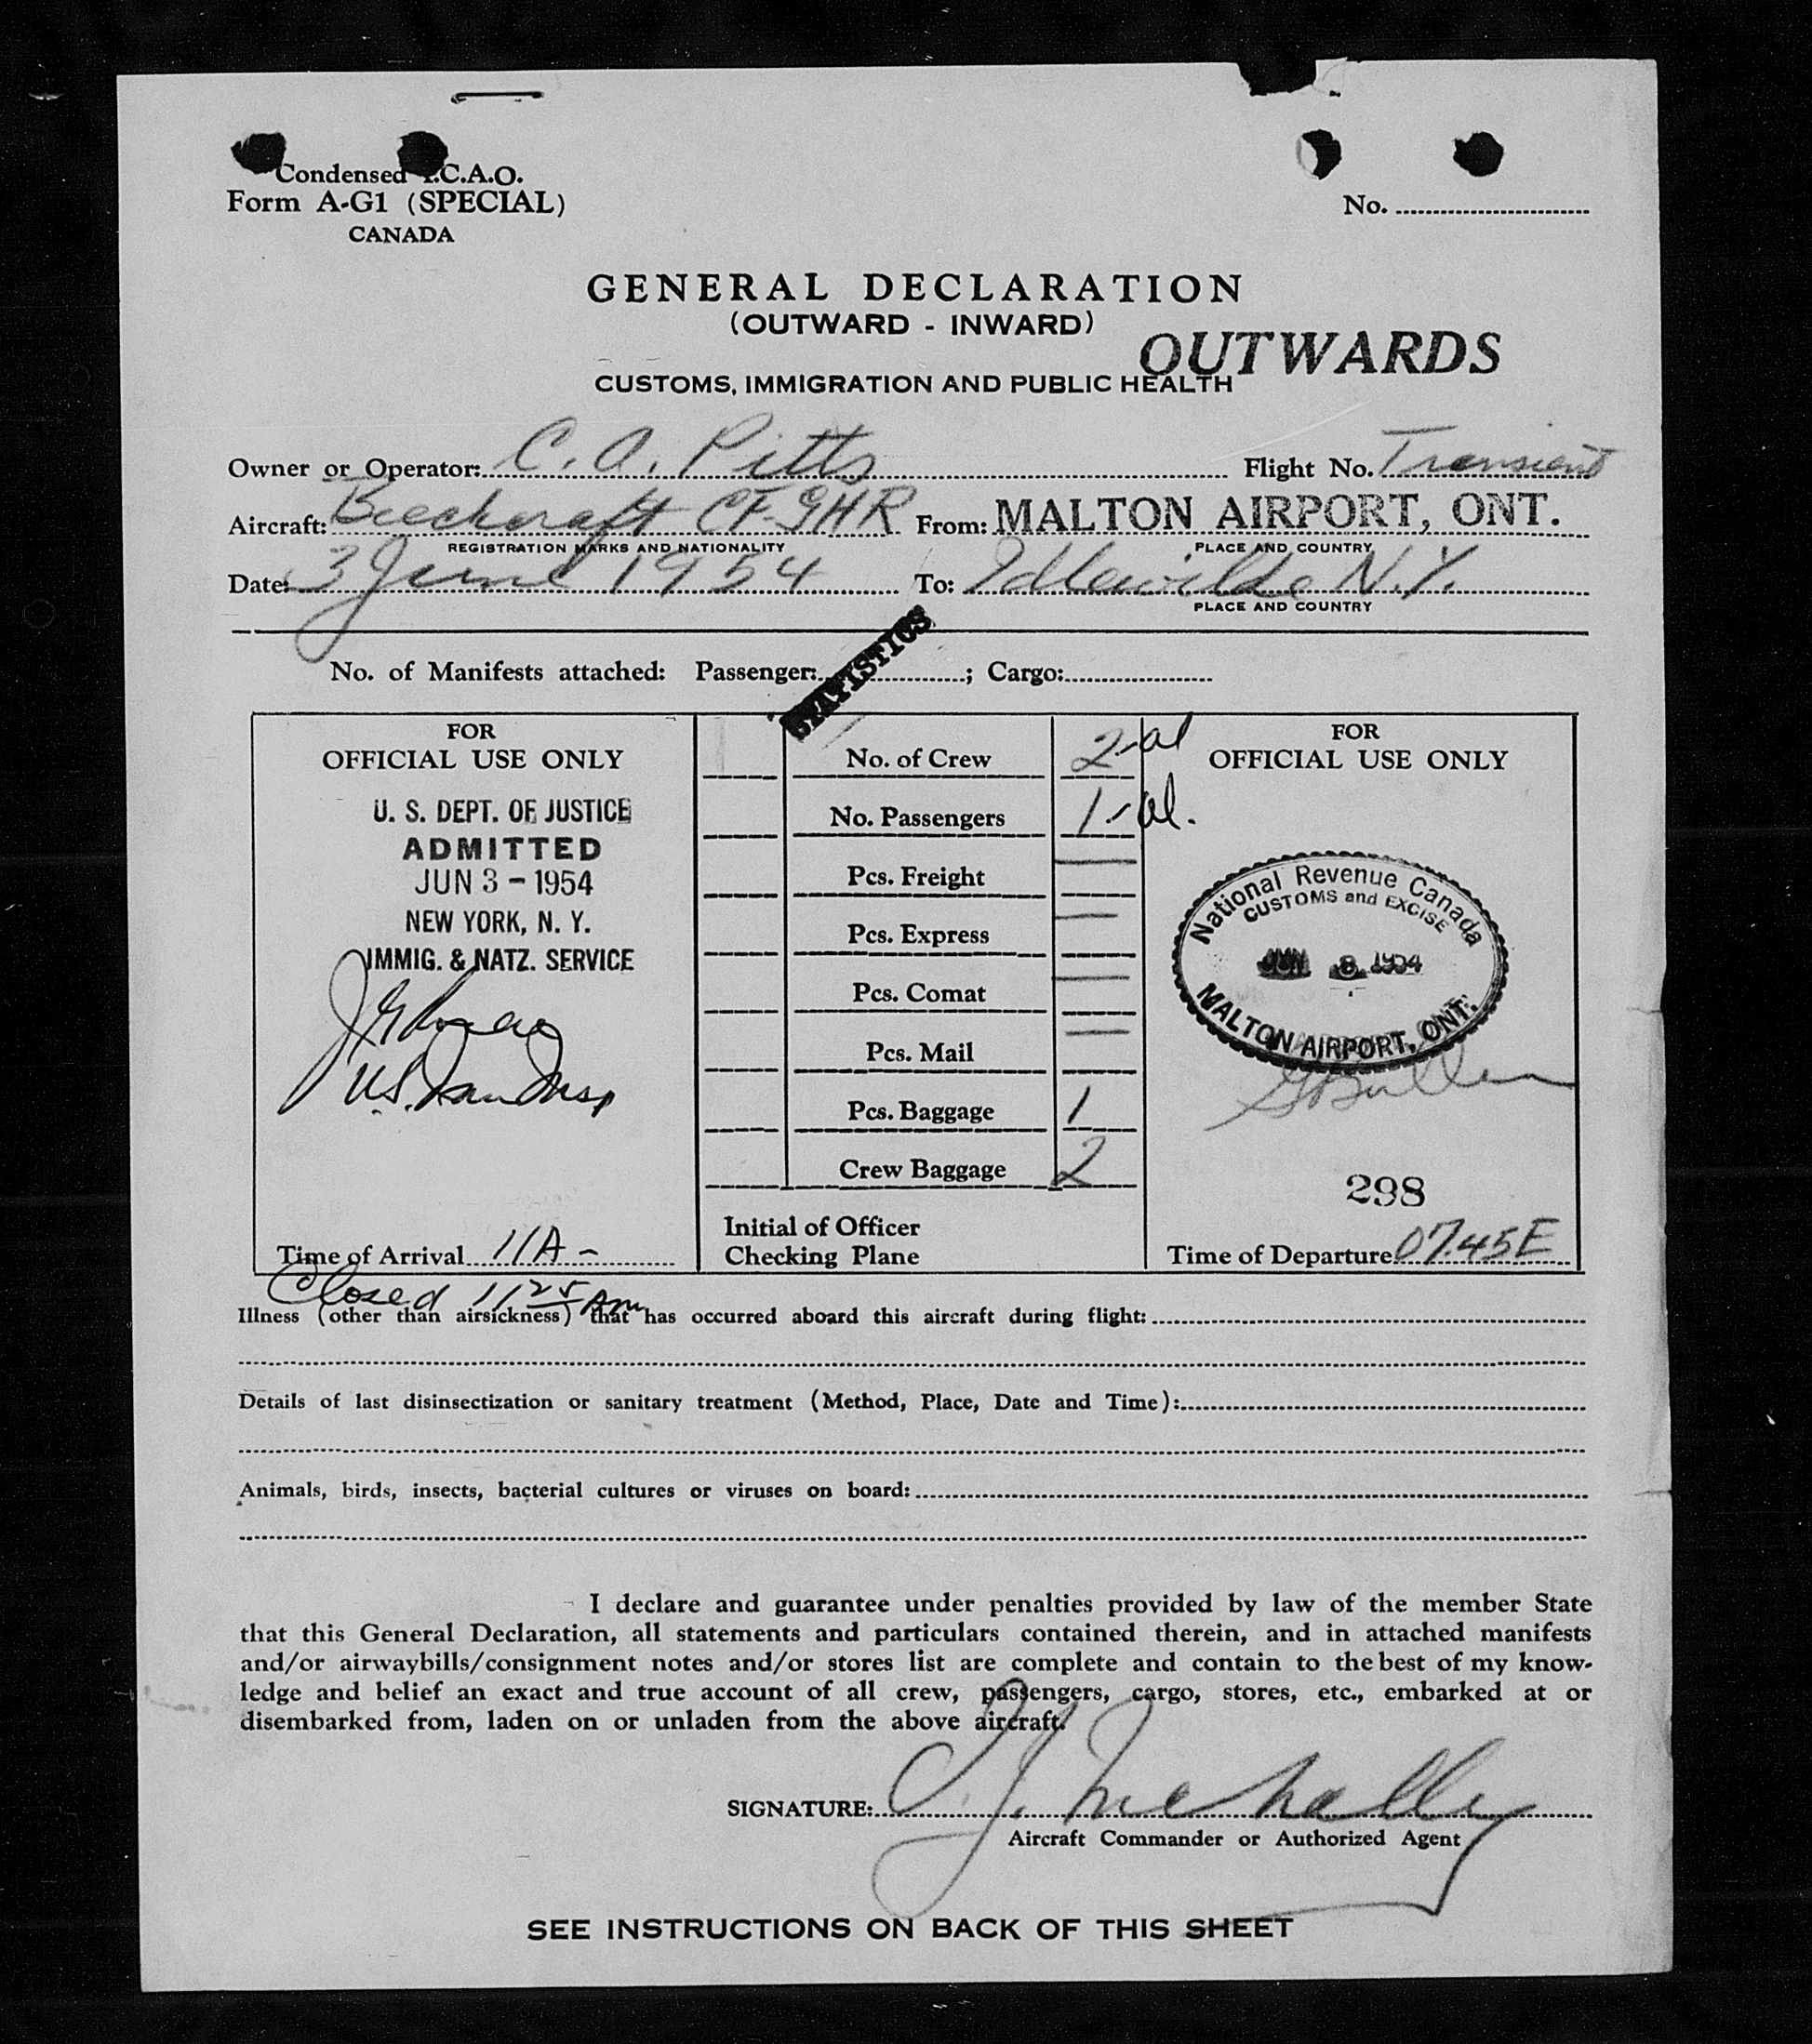 Condensed I.C.A.O.
Form A-G1 (SPECIAL)
CANADA
No.
GENERAL DECLARATION
(OUTWARD - INWARD)
OUTWARDS
CUSTOMS, IMMIGRATION AND PUBLIC HEALTH
Owner or Operator: C. A. Pitts Flight No. Transient
Aircraft: Beechcraft CF-GHR From: MALTON AIRPORT, ONT.
REGISTRATION MARKS AND NATIONALITY PLACE AND COUNTRY
Date: 3 June 1954 To: Idlewilde N.Y.
PLACE AND COUNTRY
STATISTICS
No. of Manifests attached: Passenger: ; Cargo:
FOR
OFFICIAL USE ONLY
U. S. DEPT. OF JUSTICE
ADMITTED
JUN 3 - 1954
NEW YORK, N. Y.
IMMIG. & NATZ. SERVICE
Time of Arrival 11A -
Closed 11 25 Am
No. of Crew 2-al
No. Passengers 1-al.
Pcs. Freight —
Pcs. Express —
Pcs. Comat —
Pcs. Mail —
Pcs. Baggage 1
Crew Baggage 2
Initial of Officer
Checking Plane
FOR
OFFICIAL USE ONLY
National Revenue Canada
CUSTOMS and EXCISE
JUN 1954
MALTON AIRPORT, ONT.
298
Time of Departure 07.45E
Illness (other than airsickness) that has occurred aboard this aircraft during flight:
Details of last disinsectization or sanitary treatment (Method, Place, Date and Time):
Animals, birds, insects, bacterial cultures or viruses on board:
I declare and guarantee under penalties provided by law of the member State
that this General Declaration, all statements and particulars contained therein, and in attached manifests
and/or airwaybills/consignment notes and/or stores list are complete and contain to the best of my know-
ledge and belief an exact and true account of all crew, passengers, cargo, stores, etc., embarked at or
disembarked from, laden on or unladen from the above aircraft.
SIGNATURE:
Aircraft Commander or Authorized Agent
SEE INSTRUCTIONS ON BACK OF THIS SHEET